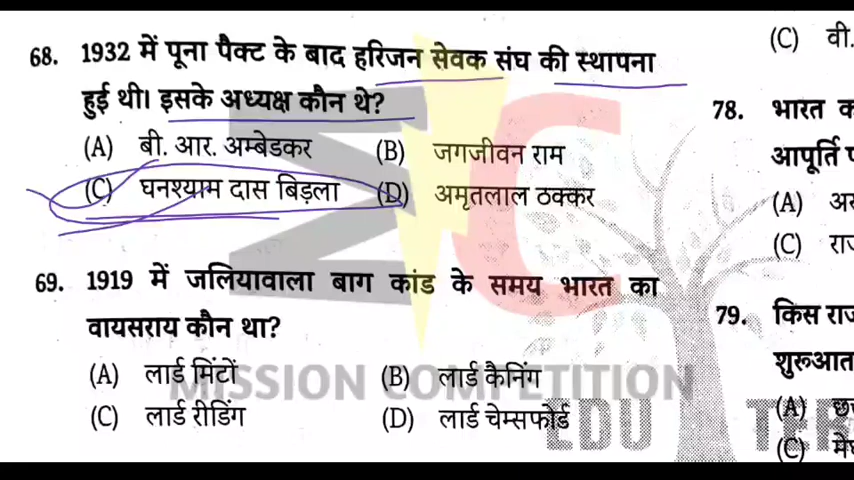 68. 1932 में पूना पैक्ट के बाद हरिजन सेवक संघ की स्थापना
हुई थी। इसके अध्यक्ष कौन थे?
(A) बी. आर. अम्बेडकर (B) जगजीवन राम
(C) घनश्याम दास बिड़ला (D) अमृतलाल ठक्कर
69. 1919 में जलियावाला बाग कांड के समय भारत का
वायसराय कौन था?
(A) लार्ड मिंटों (B) लार्ड कैनिंग
(C) लार्ड रीडिंग (D) लार्ड चेम्सफोर्ड
MISSION COMPETITION
EDU
(C) वी.
78. भारत
आपूर्ति
(A)
(C)
79. किस
शुरूआत
(A)
(C)